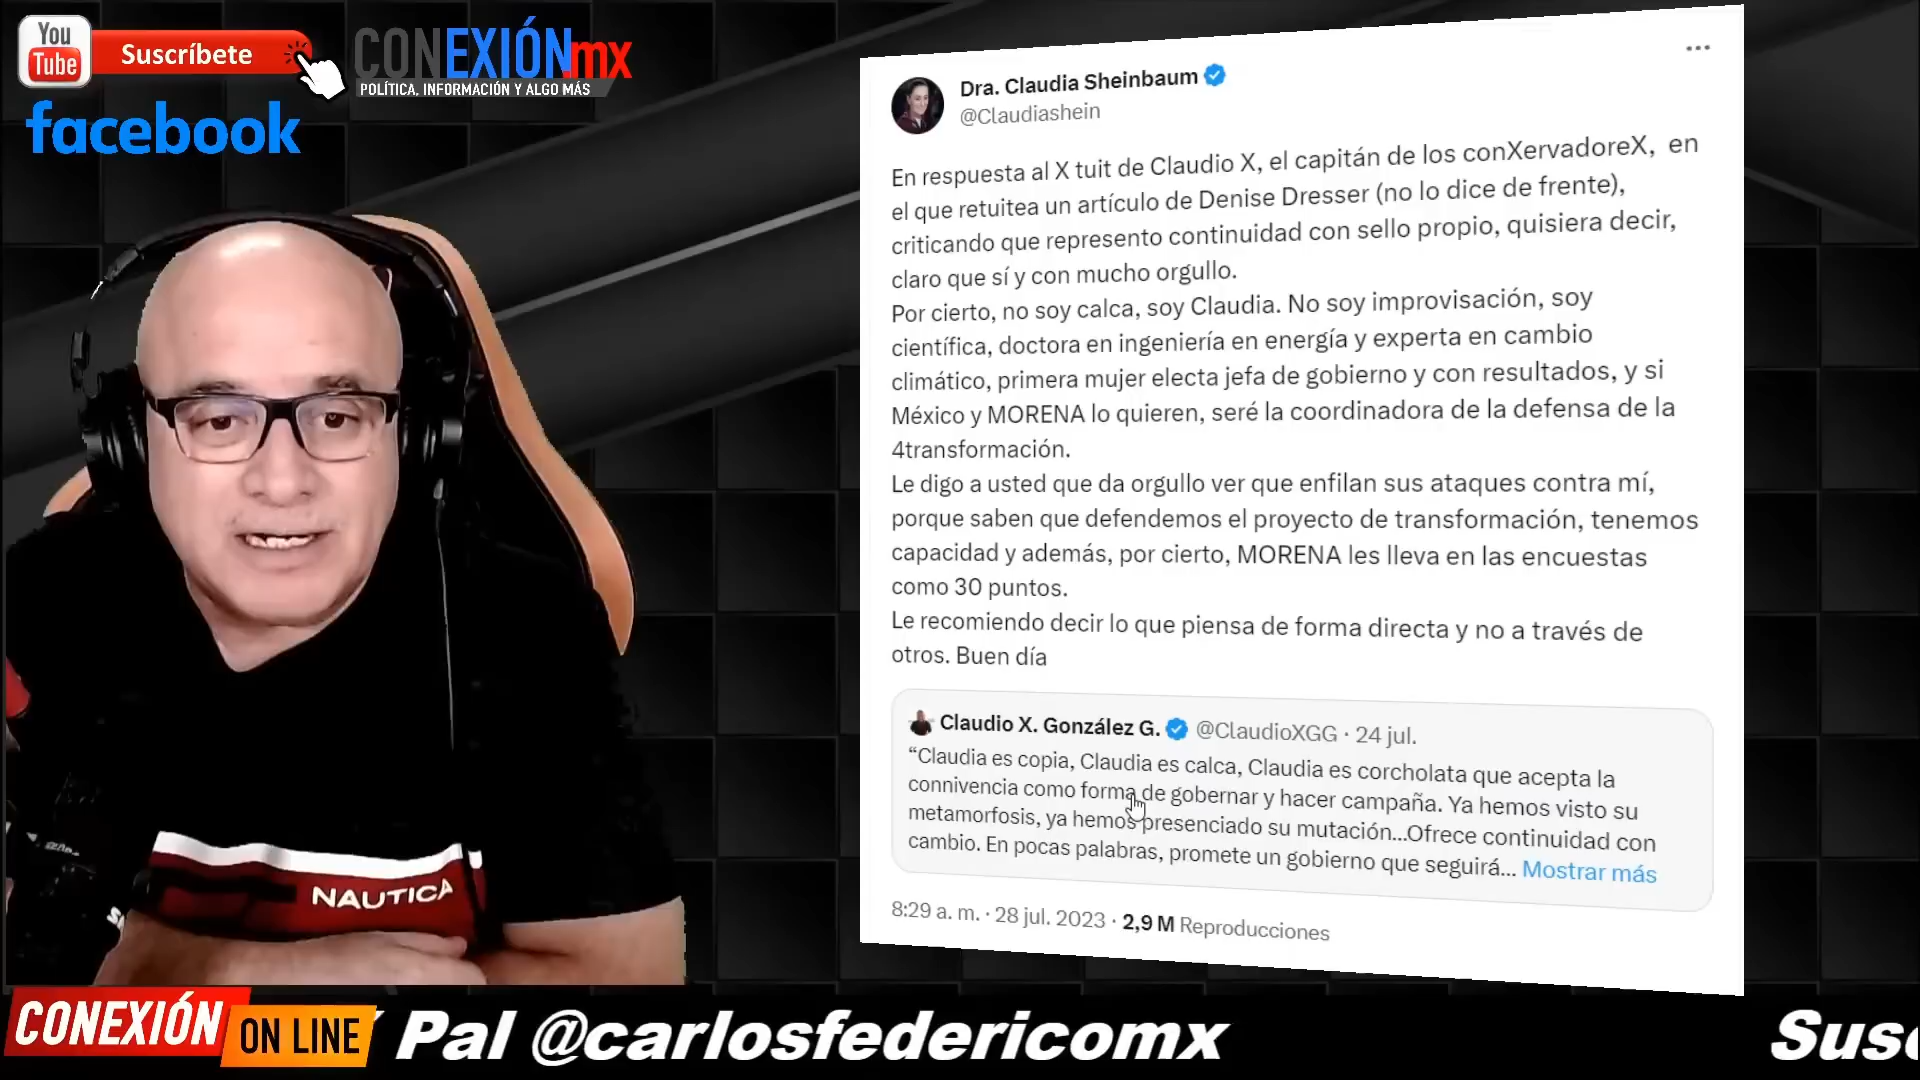 You
Tube
Suscríbete
CONEXIÓNmx
POLÍTICA, INFORMACIÓN Y ALGO MÁS
facebook
Dra. Claudia Sheinbaum
@Claudiashein
En respuesta al X tuit de Claudio X, el capitán de los conXervadoreX, en
el que retuitea un artículo de Denise Dresser (no lo dice de frente),
criticando que represento continuidad con sello propio, quisiera decir,
claro que sí y con mucho orgullo.
Por cierto, no soy calca, soy Claudia. No soy improvisación, soy
científica, doctora en ingeniería en energía y experta en cambio
climático, primera mujer electa jefa de gobierno y con resultados, y si
México y MORENA lo quieren, seré la coordinadora de la defensa de la
4transformación.
Le digo a usted que da orgullo ver que enfilan sus ataques contra mí,
porque saben que defendemos el proyecto de transformación, tenemos
capacidad y además, por cierto, MORENA les lleva en las encuestas
como 30 puntos.
Le recomiendo decir lo que piensa de forma directa y no a través de
otros. Buen día
Claudio X. González G. @ClaudioXGG · 24 jul.
“Claudia es copia, Claudia es calca, Claudia es corcholata que acepta la
connivencia como forma de gobernar y hacer campaña. Ya hemos visto su
metamorfosis, ya hemos presenciado su mutación...Ofrece continuidad con
cambio. En pocas palabras, promete un gobierno que seguirá... Mostrar más
8:29 a. m. · 28 jul. 2023 · 2,9 M Reproducciones
NAUTICA
CONEXIÓN
ON LINE
Pal @carlosfedericomx
Sus